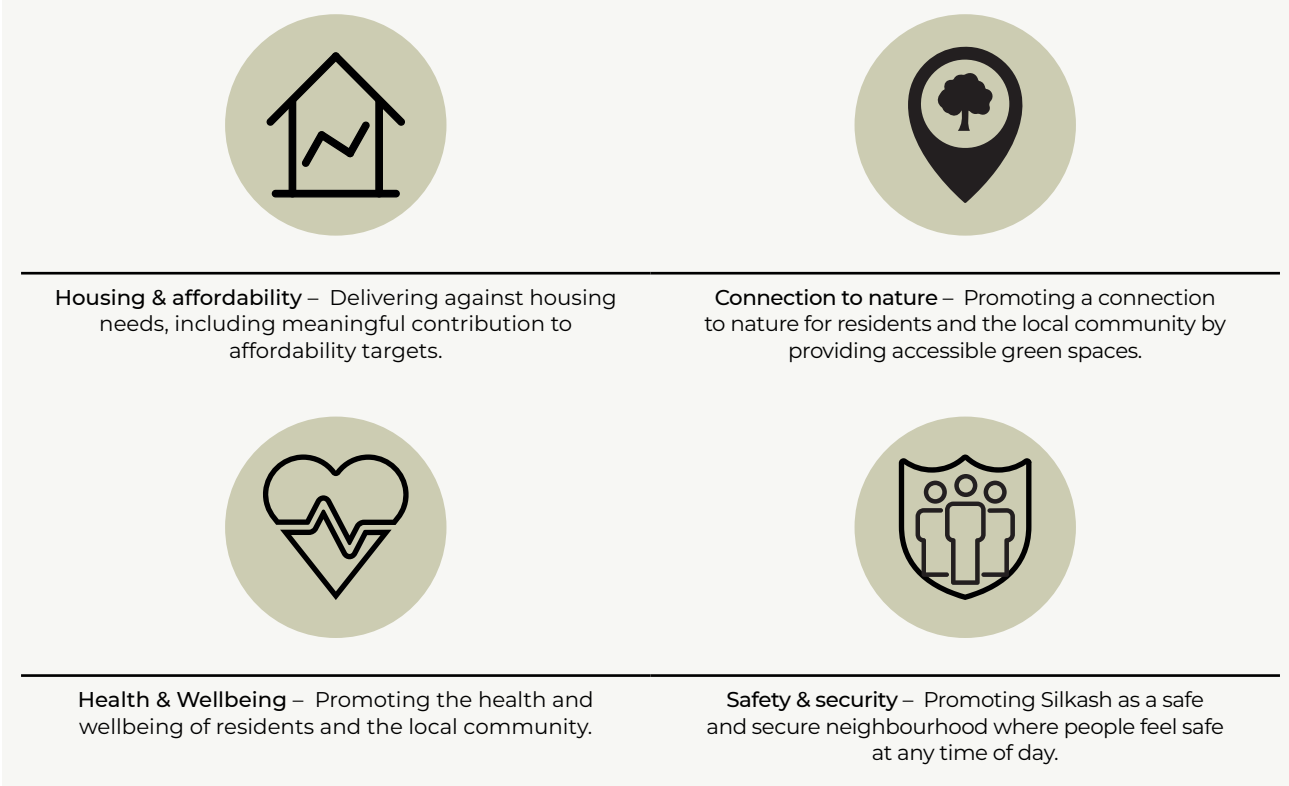 Housing & affordability – Delivering against housing
needs, including meaningful contribution to
affordability targets.
Connection to nature – Promoting a connection
to nature for residents and the local community by
providing accessible green spaces.
Health & Wellbeing – Promoting the health and
wellbeing of residents and the local community.
Safety & security – Promoting Silkash as a safe
and secure neighbourhood where people feel safe
at any time of day.